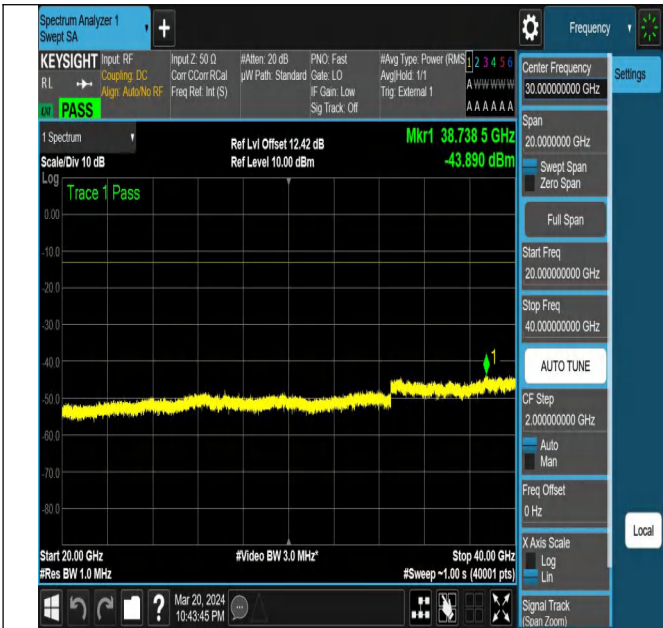 Spectrum Analyzer 1
Swept SA
+
Frequency
KEYSIGHT
RL
PASS
Input: RF
Coupling: DC
Align: Auto/No RF
Input Z: 50 Ω
Corr CCorr RCal
Freq Ref: Int (S)
#Atten: 20 dB
µW Path: Standard
PNO: Fast
Gate: LO
IF Gain: Low
Sig Track: Off
#Avg Type: Power (RMS
Avg|Hold: 1/1
Trig: External 1
1 2 3 4 5 6
A W W W W W
A A A A A A
1 Spectrum
Scale/Div 10 dB
Ref Lvl Offset 12.42 dB
Ref Level 10.00 dBm
Mkr1 38.738 5 GHz
-43.890 dBm
Log
Trace 1 Pass
0.00
-10.0
-20.0
-30.0
-40.0
-50.0
-60.0
-70.0
-80.0
1
Start 20.00 GHz
#Res BW 1.0 MHz
#Video BW 3.0 MHz*
Stop 40.00 GHz
#Sweep ~1.00 s (40001 pts)
Center Frequency
30.000000000 GHz
Settings
Span
20.0000000 GHz
Swept Span
Zero Span
Full Span
Start Freq
20.000000000 GHz
Stop Freq
40.000000000 GHz
AUTO TUNE
CF Step
2.000000000 GHz
Auto
Man
Freq Offset
0 Hz
X Axis Scale
Log
Lin
Local
Signal Track
(Span Zoom)
?
Mar 20, 2024
10:43:45 PM